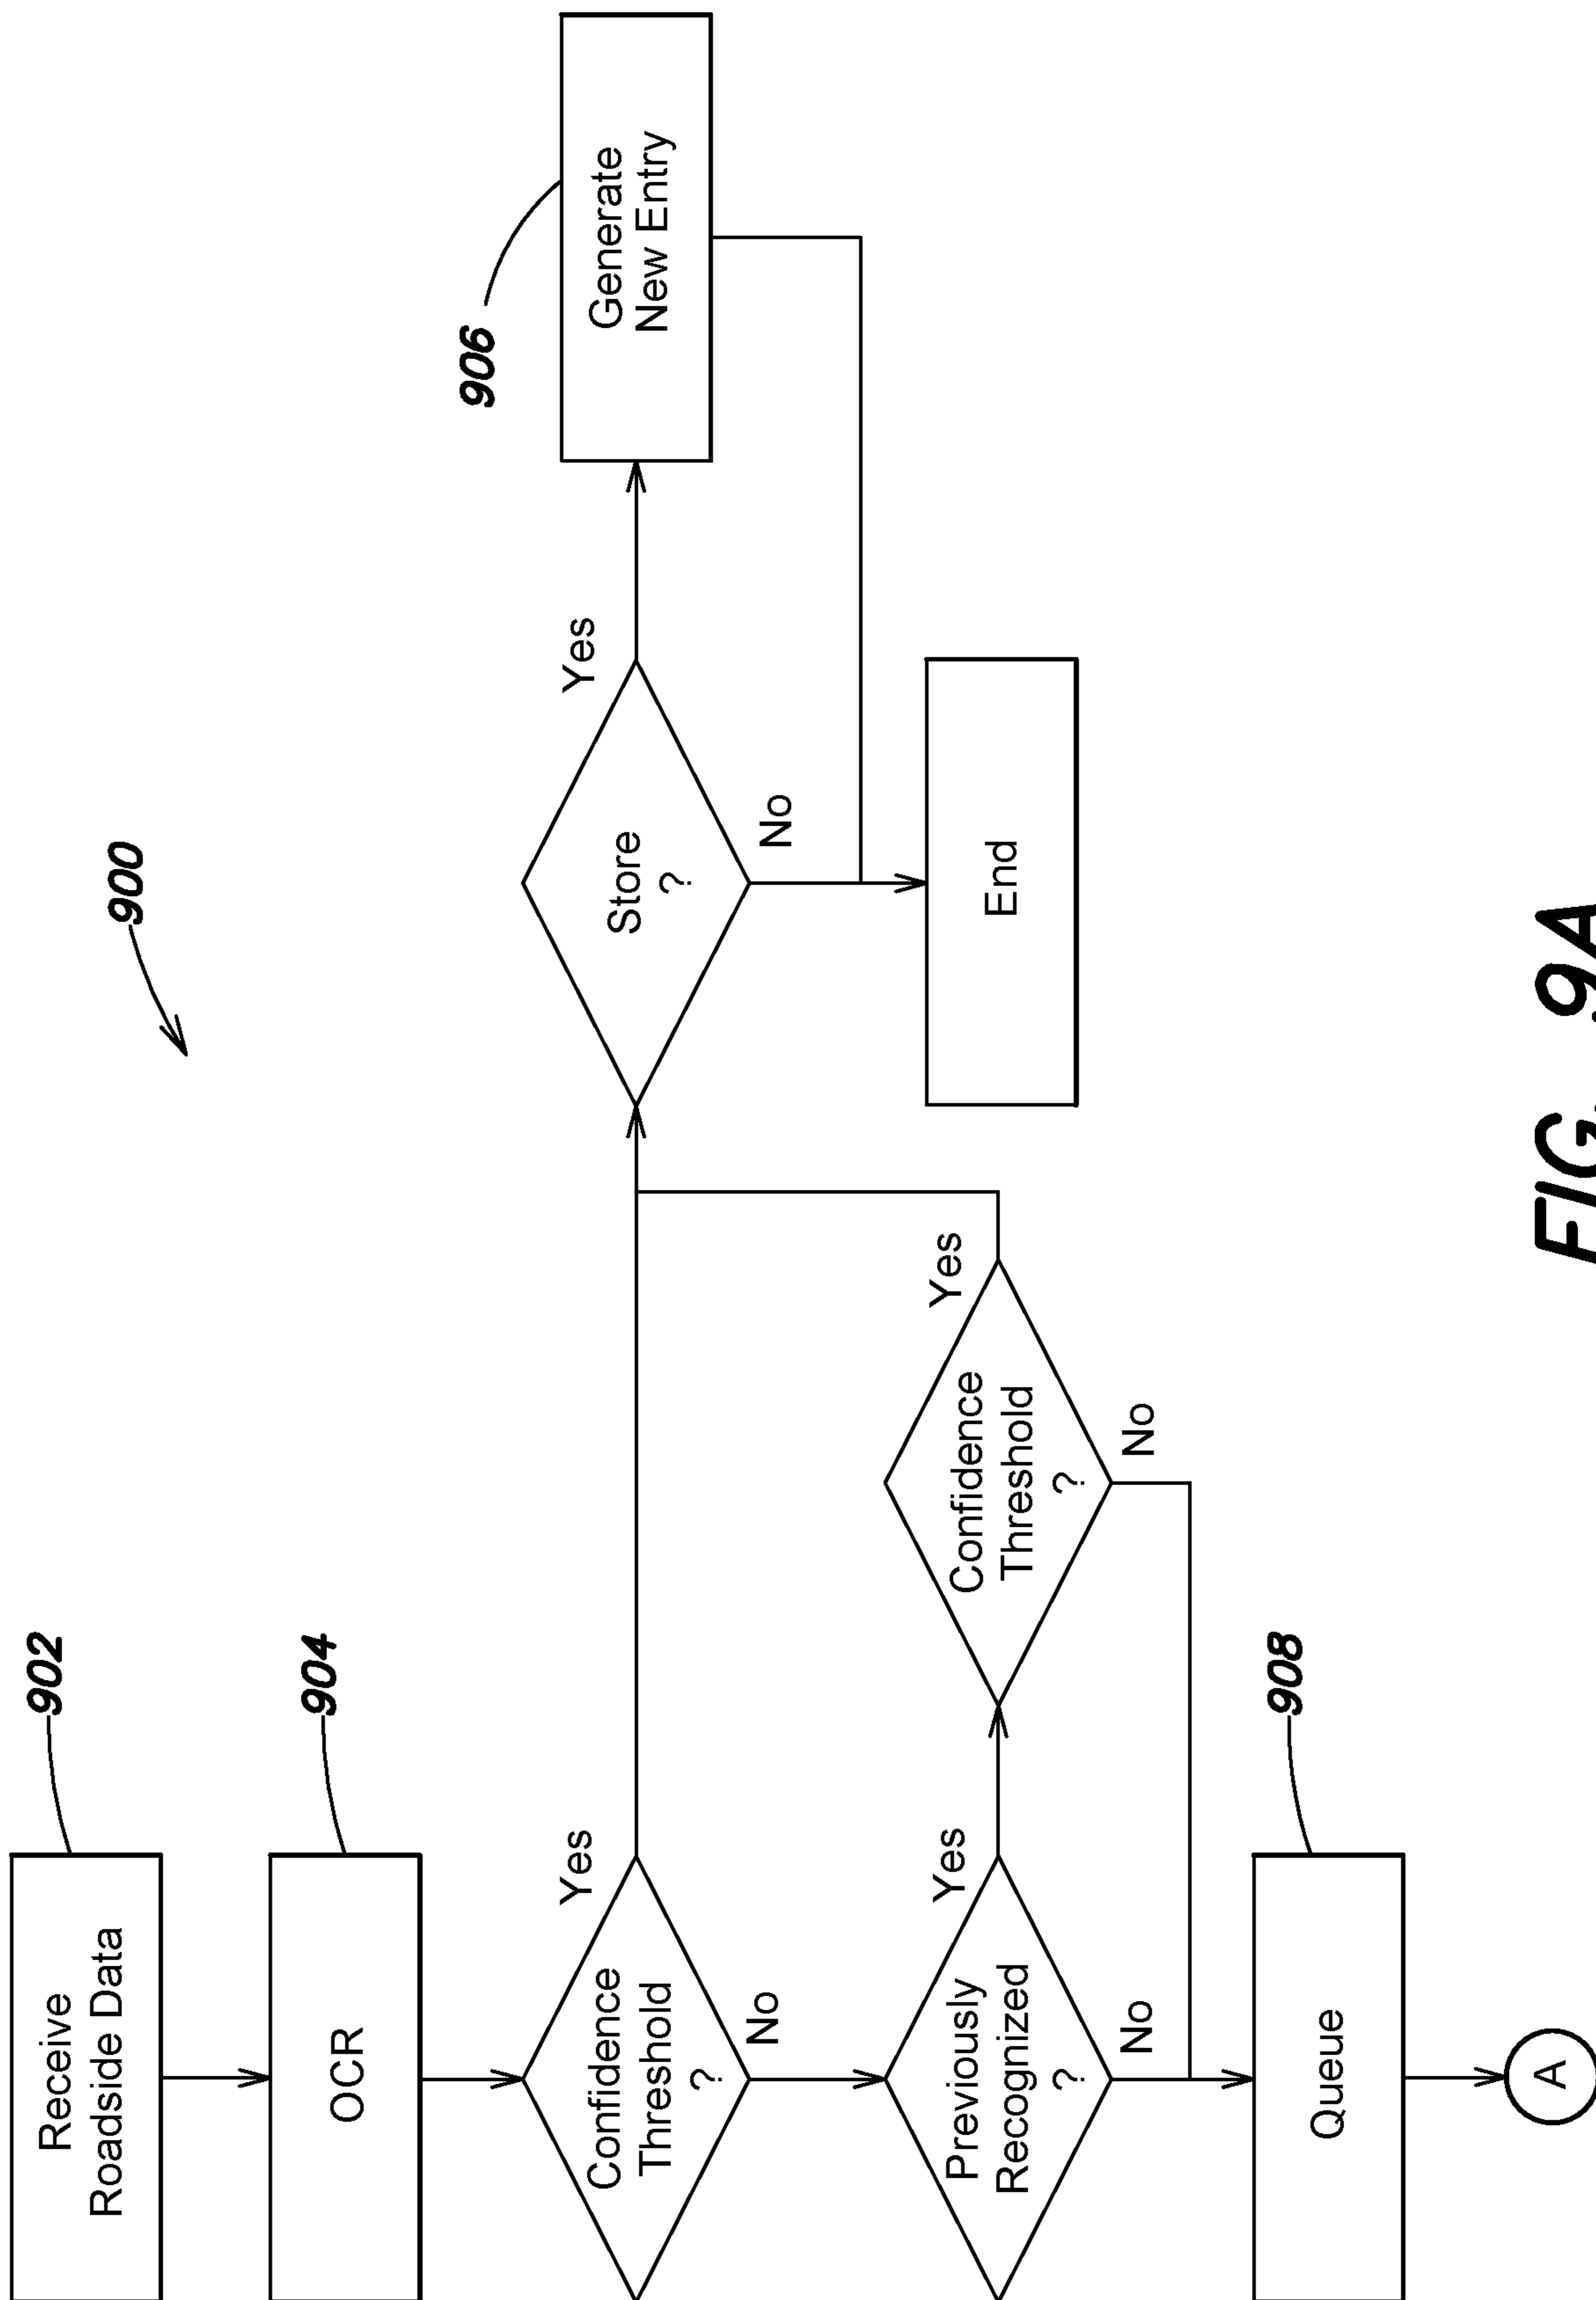 900
Receive
Roadside Data
902
OCR
904
Confidence
Threshold
?
Yes
No
Store
?
Yes
No
Generate
New Entry
906
Previously
Recognized
?
Yes
No
Confidence
Threshold
?
Yes
No
End
Queue
908
A
FIG. 9A